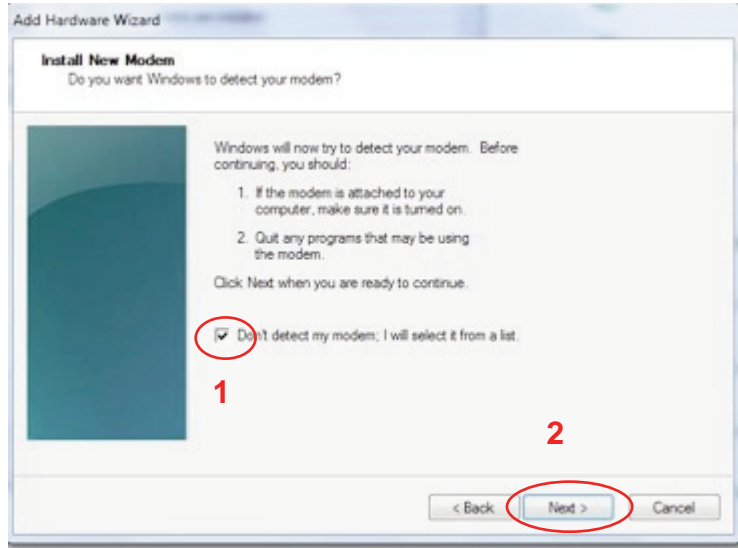 Add Hardware Wizard
Install New Modem
Do you want Windows to detect your modem?
Windows will now try to detect your modem. Before
continuing, you should:
1. If the modem is attached to your
computer, make sure it is turned on.
2. Quit any programs that may be using
the modem.
Click Next when you are ready to continue.
Don't detect my modem; I will select it from a list.
1
2
< Back
Next >
Cancel